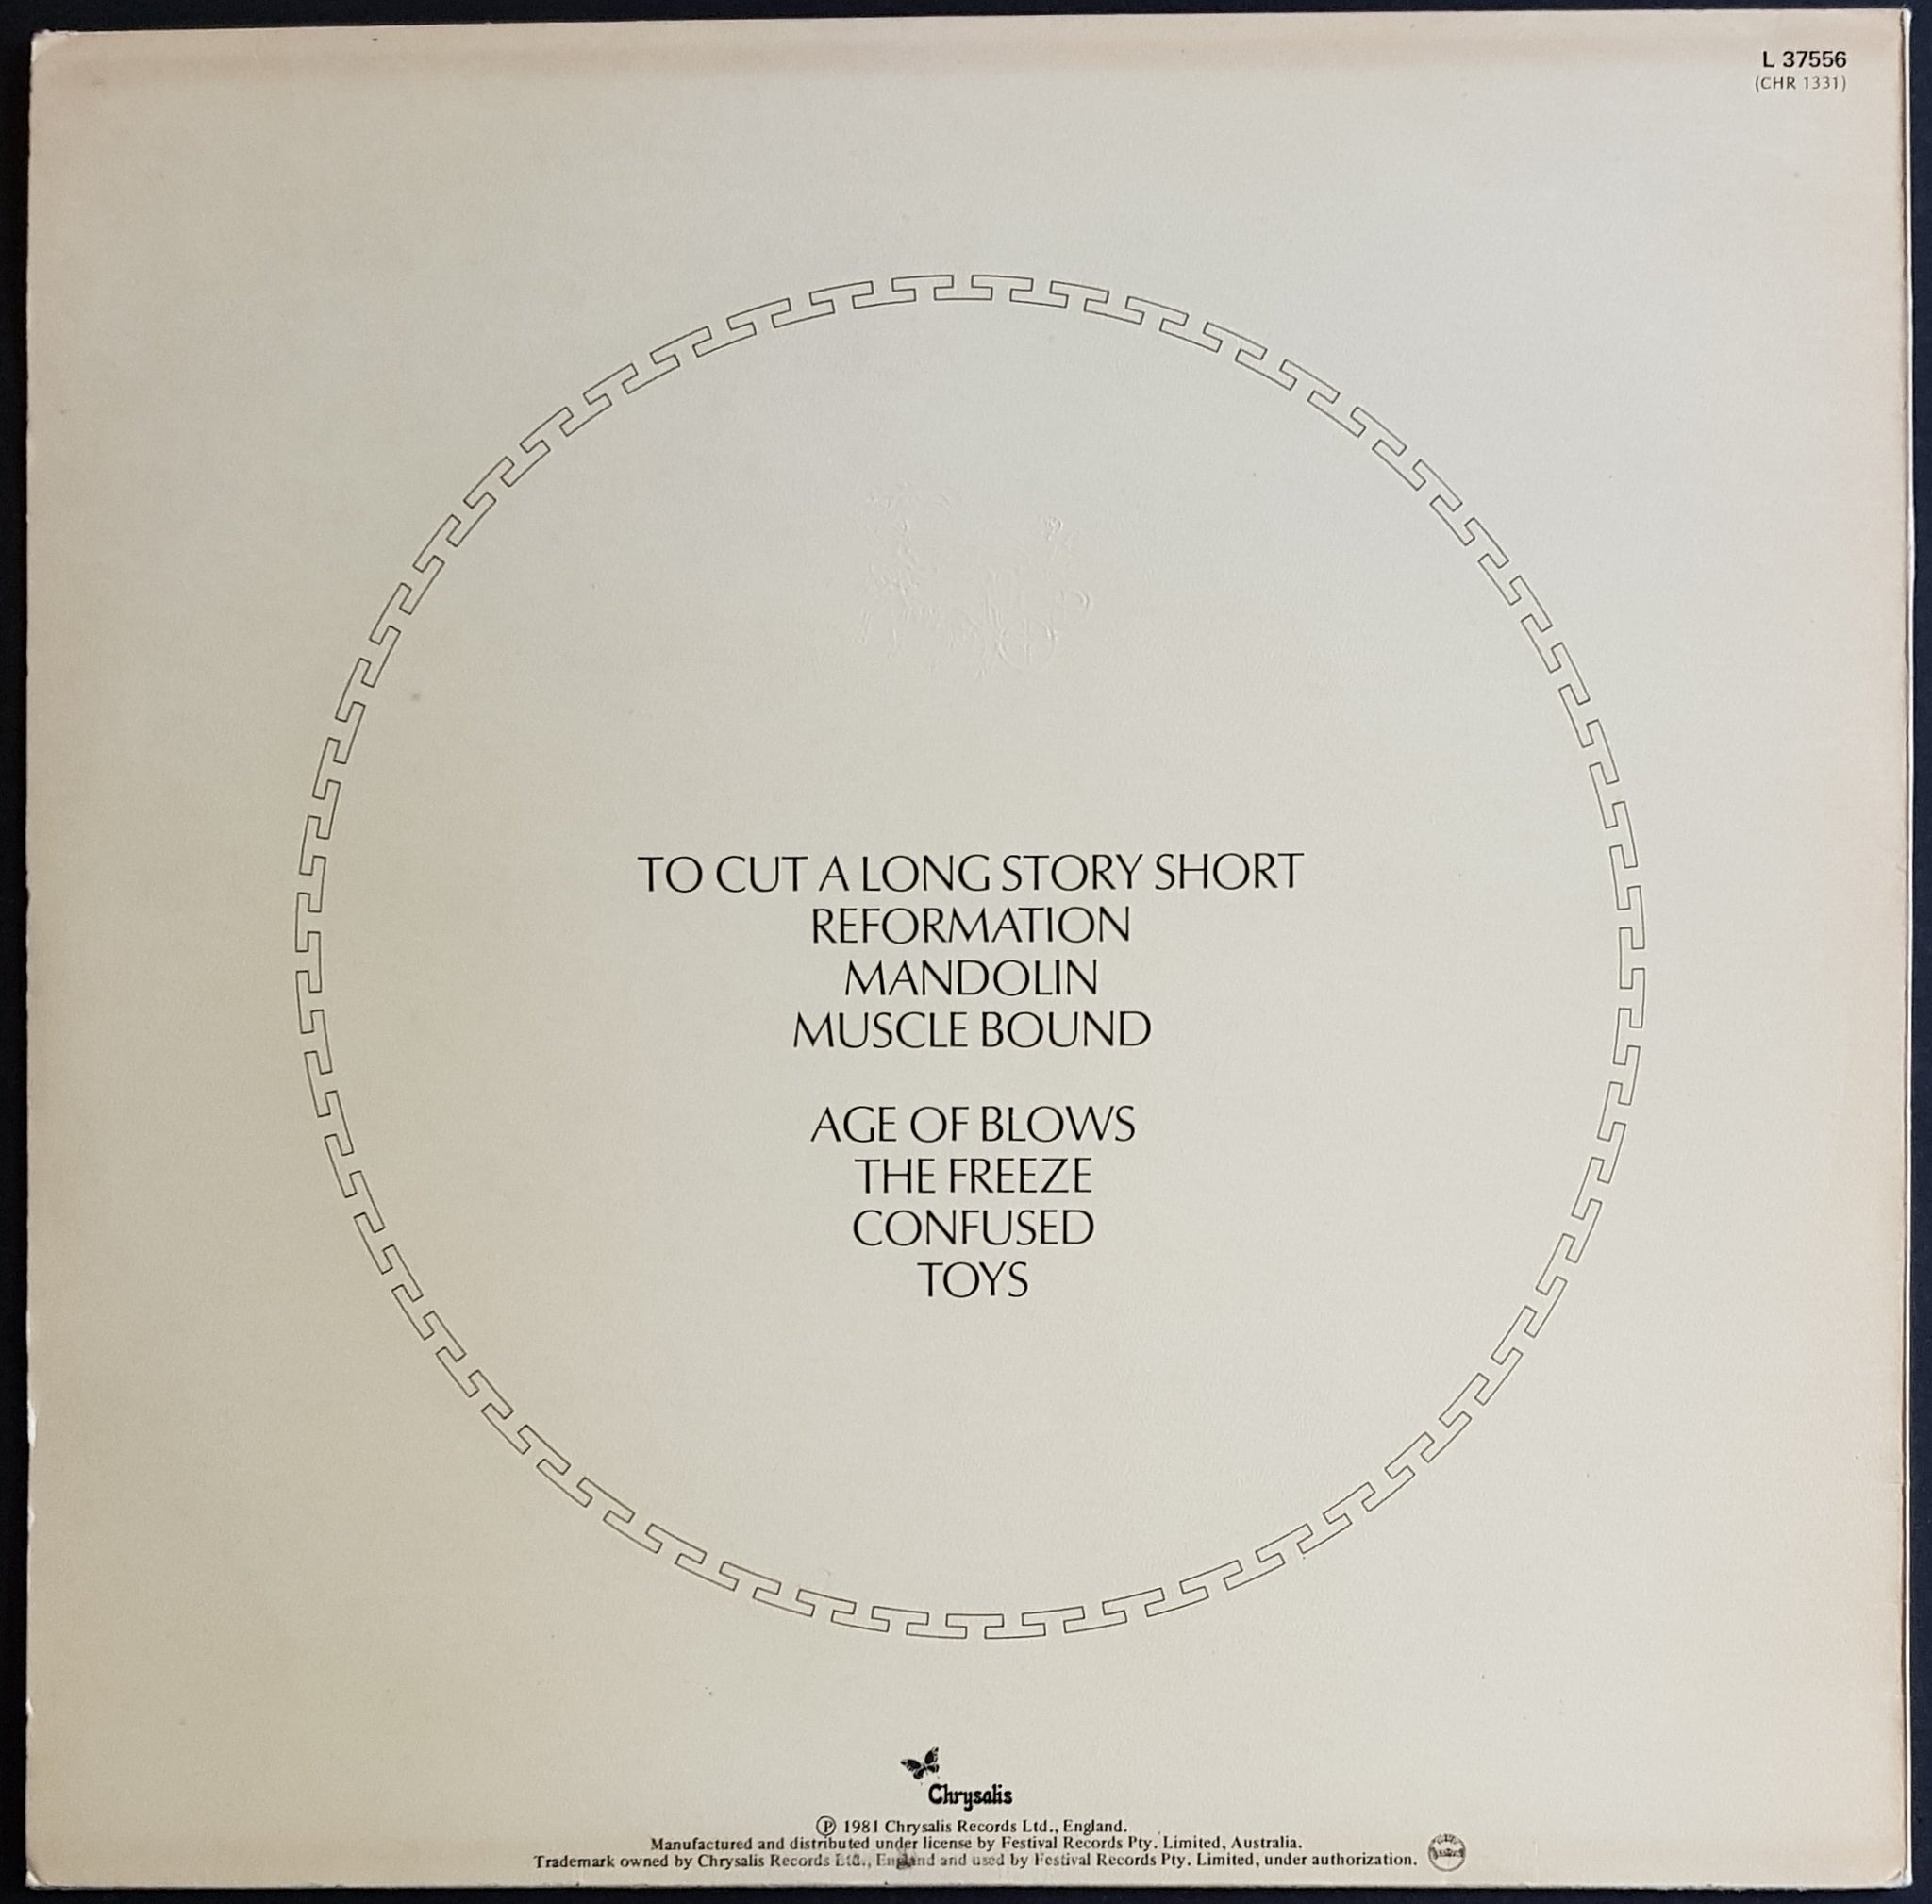 L 37556
(CHR 1331)
TO CUT A LONG STORY SHORT
REFORMATION
MANDOLIN
MUSCLE BOUND
AGE OF BLOWS
THE FREEZE
CONFUSED
TOYS
Chrysalis
Ⓟ 1981 Chrysalis Records Ltd., England.
Manufactured and distributed under license by Festival Records Pty. Limited, Australia.
Trademark owned by Chrysalis Records Ltd., England and used by Festival Records Pty. Limited, under authorization.